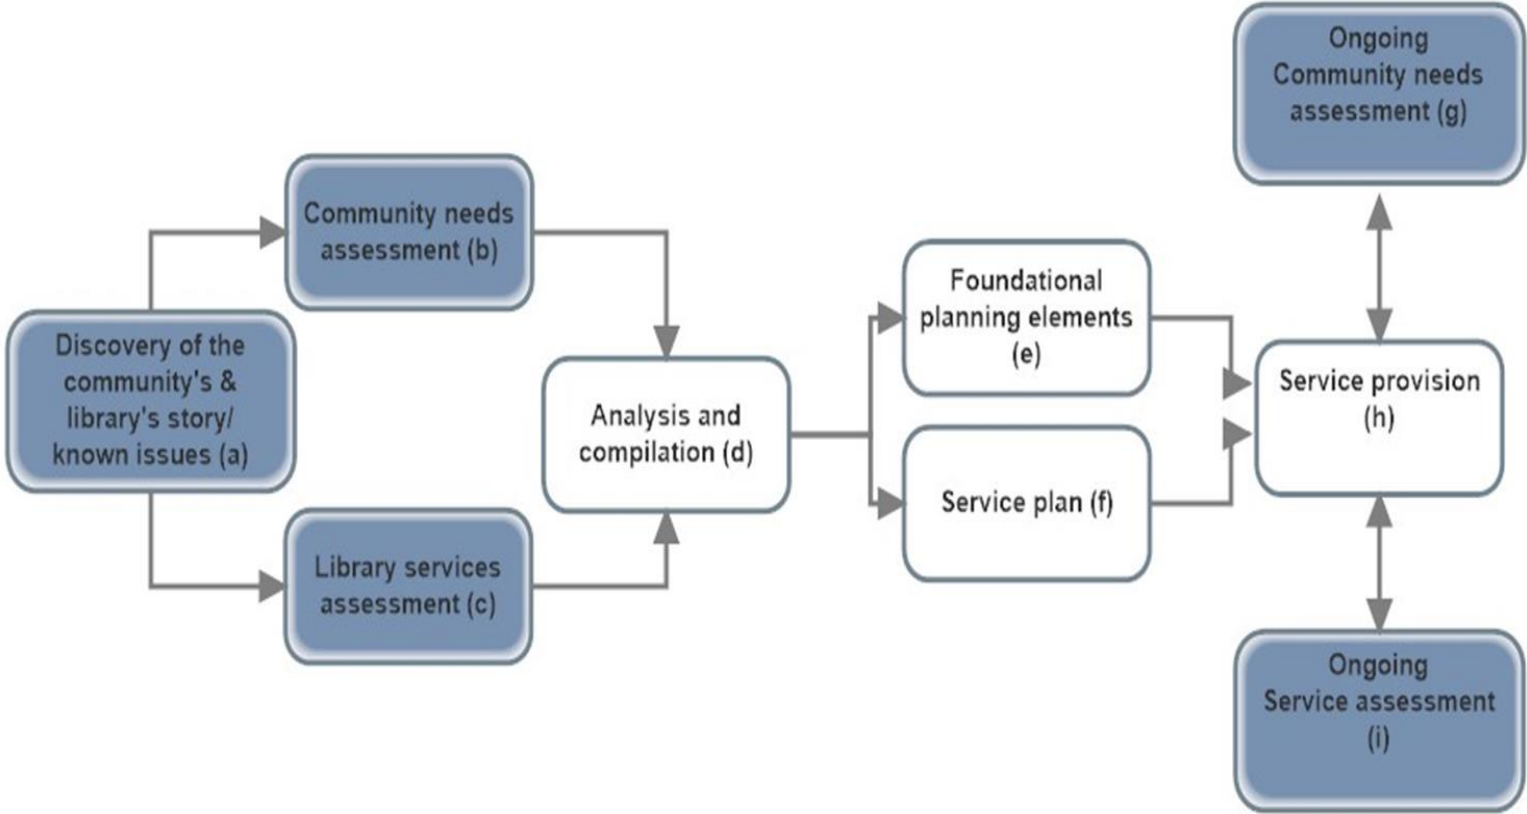 Discovery of the
community's &
library's story/
known issues (a)
Community needs
assessment (b)
Library services
assessment (c)
Analysis and
compilation (d)
Foundational
planning elements
(e)
Service plan (f)
Ongoing
Community needs
assessment (g)
Service provision
(h)
Ongoing
Service assessment
(i)